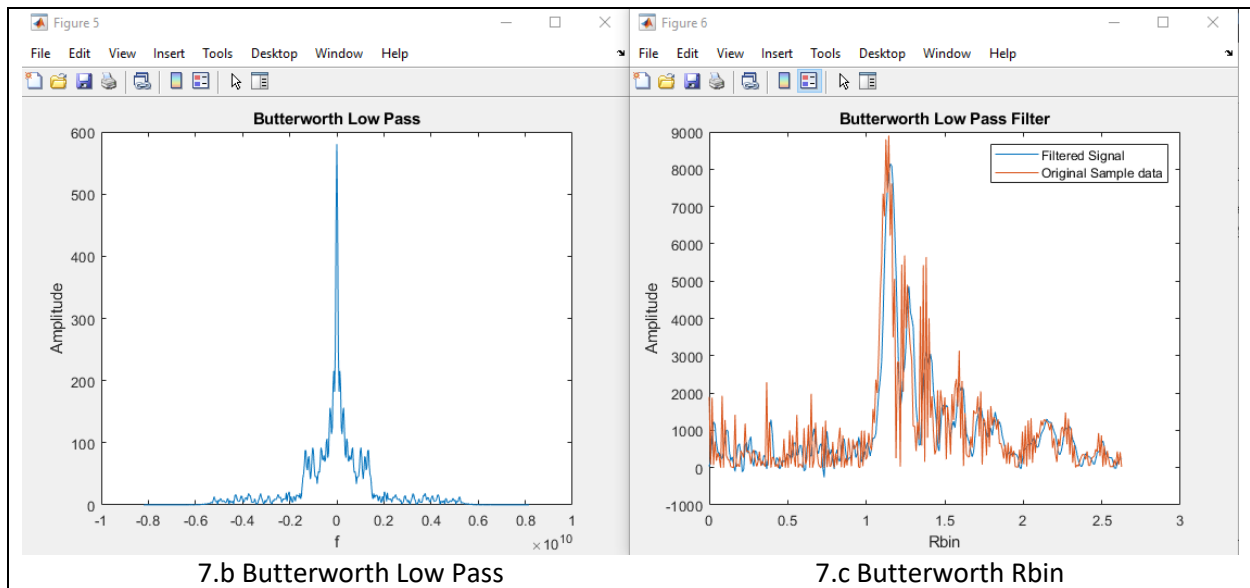 Figure 5
File Edit View Insert Tools Desktop Window Help
Butterworth Low Pass
600
500
400
300
200
100
0
Amplitude
-1 -0.8 -0.6 -0.4 -0.2 0 0.2 0.4 0.6 0.8 1
f
×10^10
7.b Butterworth Low Pass
Figure 6
File Edit View Insert Tools Desktop Window Help
Butterworth Low Pass Filter
9000
8000
7000
6000
5000
4000
3000
2000
1000
0
-1000
Amplitude
Filtered Signal
Original Sample data
0 0.5 1 1.5 2 2.5 3
Rbin
7.c Butterworth Rbin